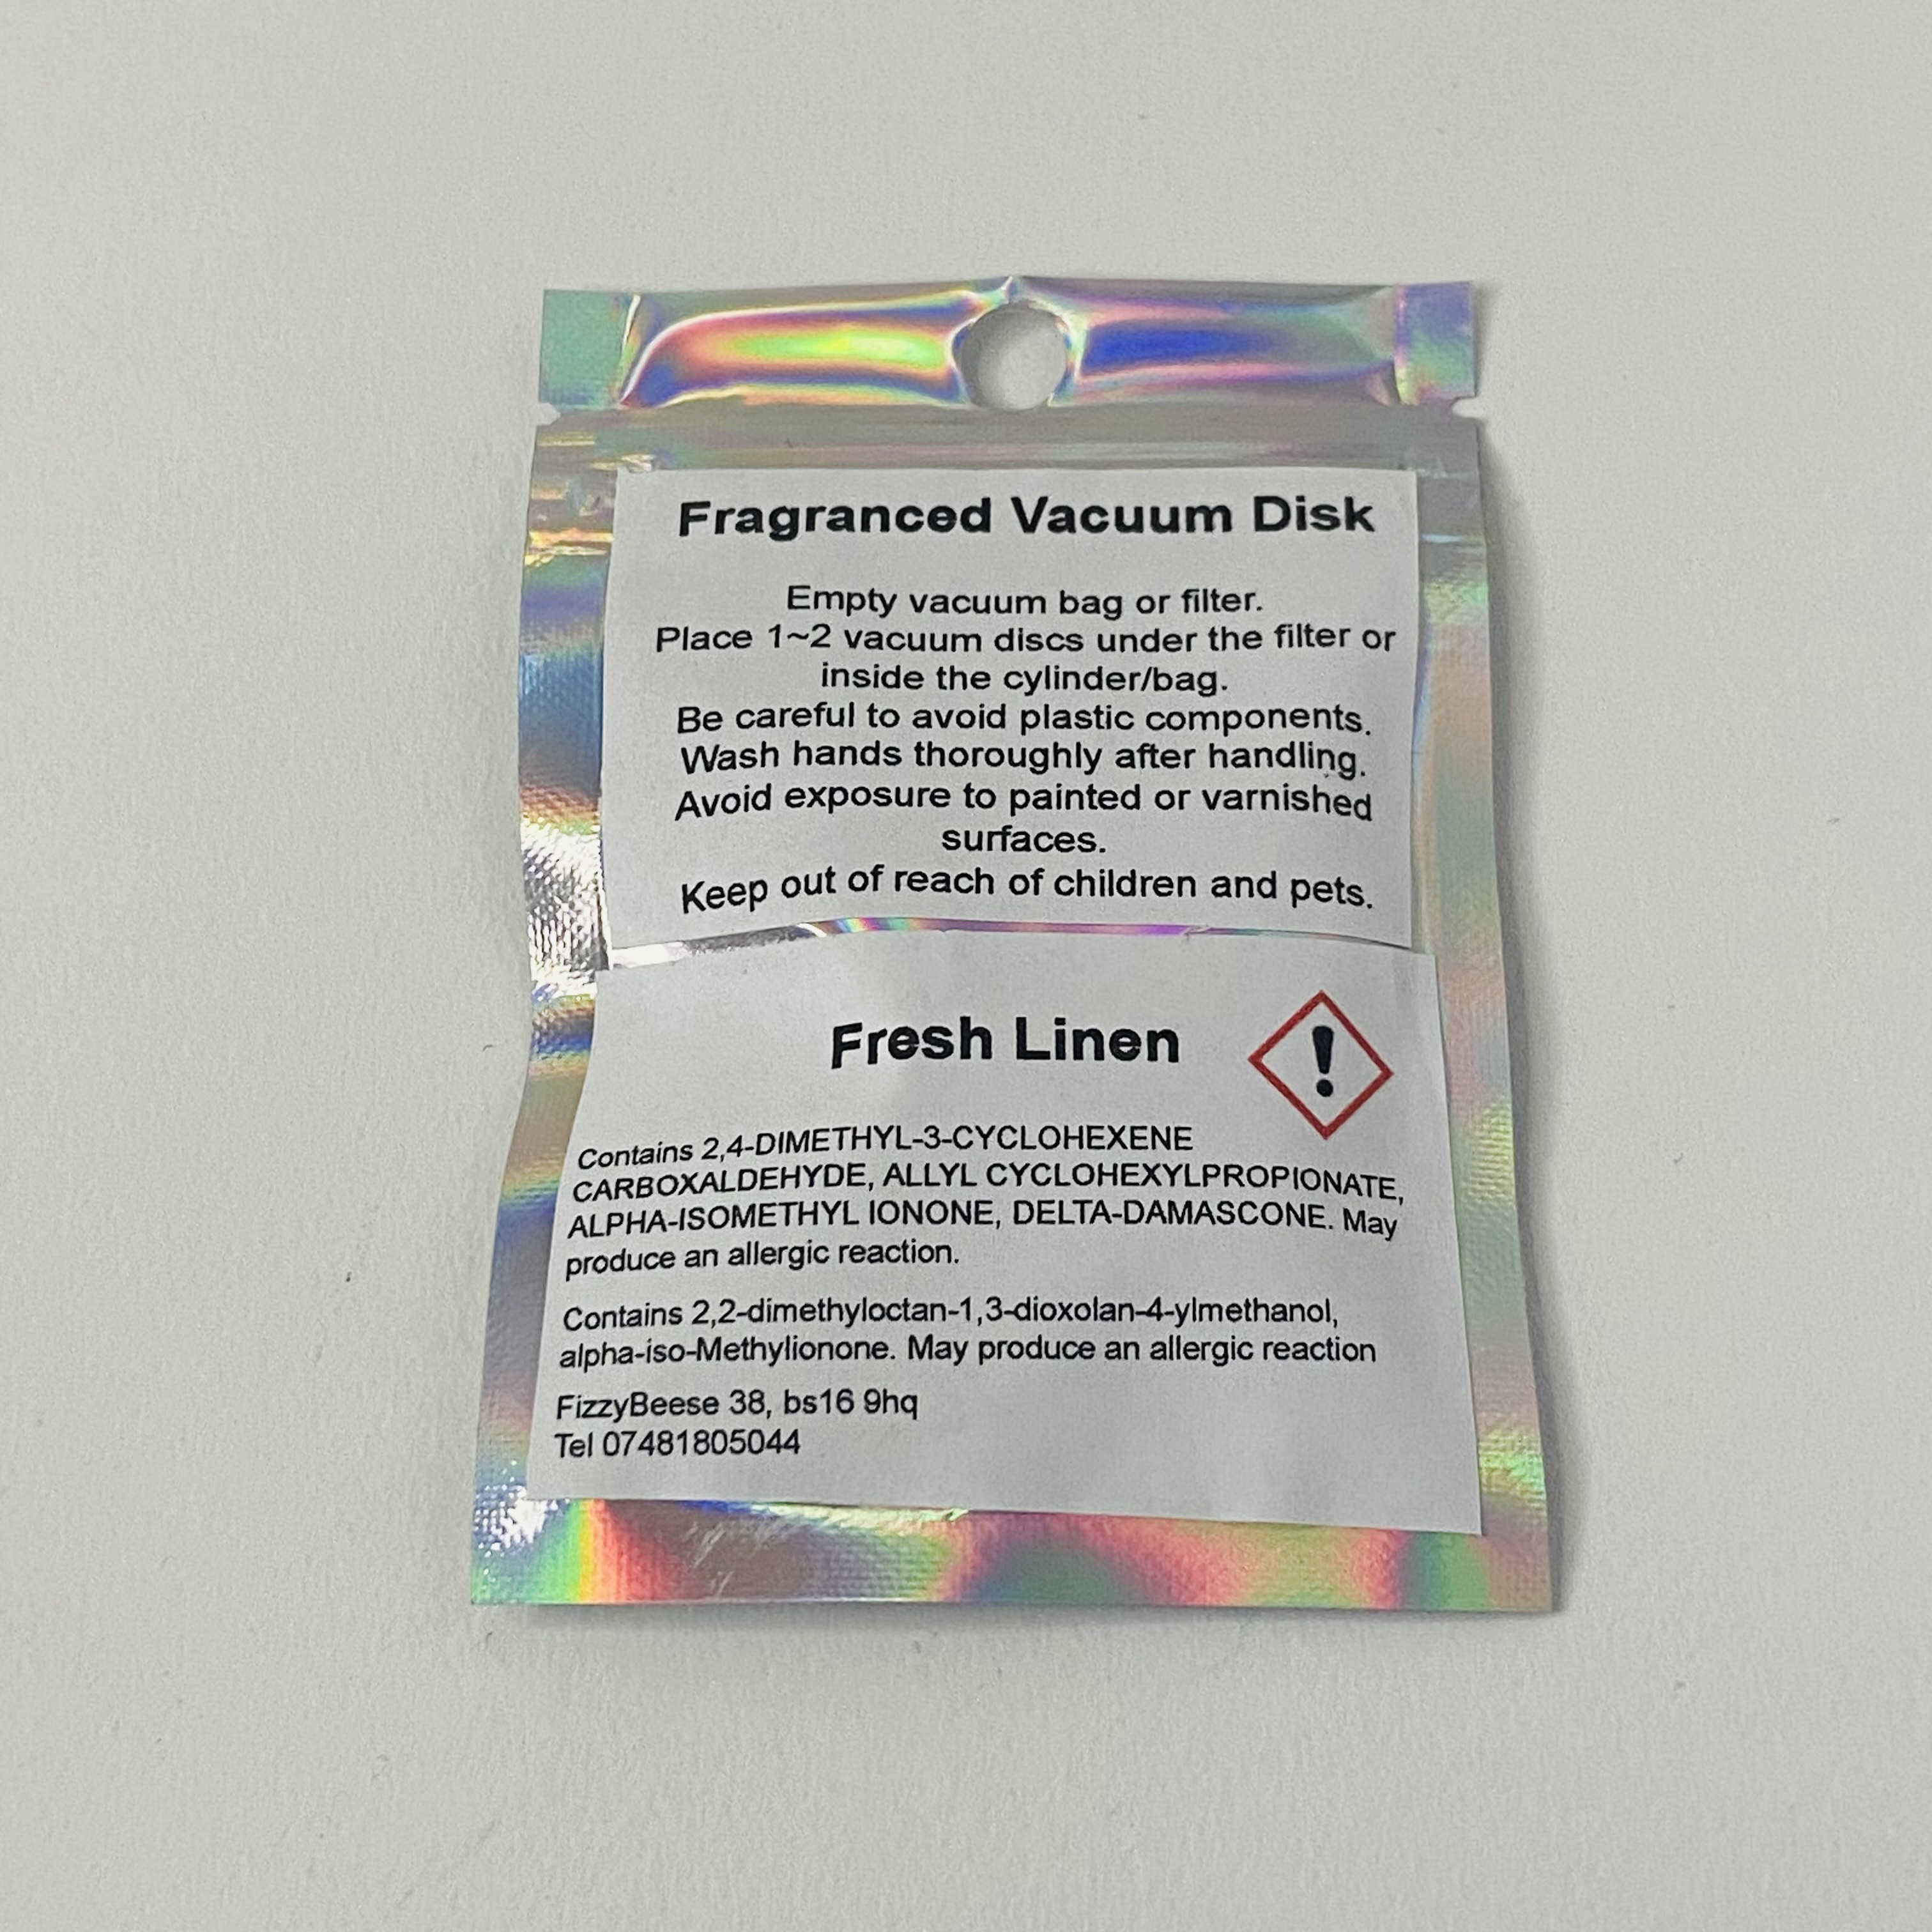 Fragranced Vacuum Disk
Empty vacuum bag or filter.
Place 1~2 vacuum discs under the filter or
inside the cylinder/bag.
Be careful to avoid plastic components.
Wash hands thoroughly after handling.
Avoid exposure to painted or varnished
surfaces.
Keep out of reach of children and pets.
Fresh Linen
Contains 2,4-DIMETHYL-3-CYCLOHEXENE
CARBOXALDEHYDE, ALLYL CYCLOHEXYLPROPIONATE,
ALPHA-ISOMETHYL IONONE, DELTA-DAMASCONE. May
produce an allergic reaction.
Contains 2,2-dimethyloctan-1,3-dioxolan-4-ylmethanol,
alpha-iso-Methylionone. May produce an allergic reaction
FizzyBeese 38, bs16 9hq
Tel 07481805044